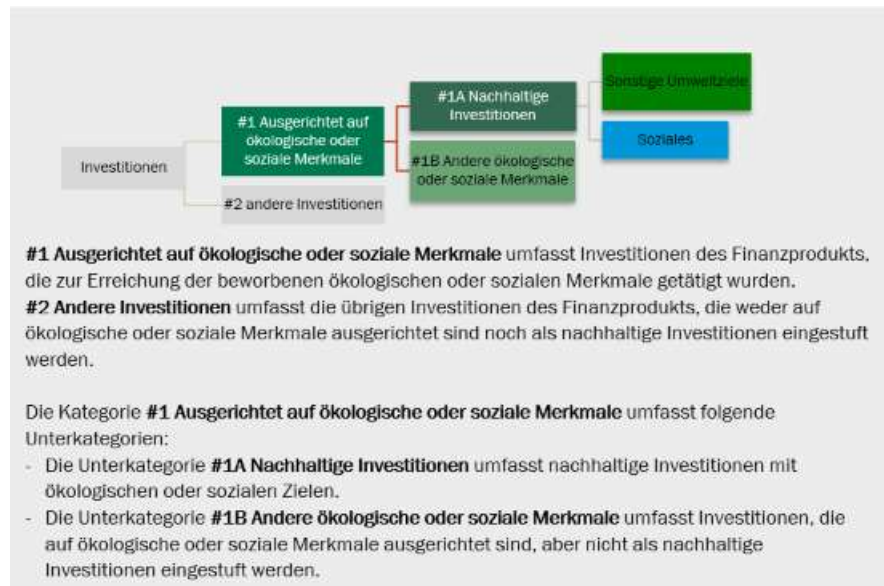 Sonstige Umweltziele
#1A Nachhaltige
Investitionen
#1 Ausgerichtet auf
ökologische oder
soziale Merkmale
Soziales
Investitionen
#1B Andere ökologische
oder soziale Merkmale
#2 andere Investitionen
#1 Ausgerichtet auf ökologische oder soziale Merkmale umfasst Investitionen des Finanzprodukts,
die zur Erreichung der beworbenen ökologischen oder sozialen Merkmale getätigt wurden.
#2 Andere Investitionen umfasst die übrigen Investitionen des Finanzprodukts, die weder auf
ökologische oder soziale Merkmale ausgerichtet sind noch als nachhaltige Investitionen eingestuft
werden.
Die Kategorie #1 Ausgerichtet auf ökologische oder soziale Merkmale umfasst folgende
Unterkategorien:
- Die Unterkategorie #1A Nachhaltige Investitionen umfasst nachhaltige Investitionen mit
ökologischen oder sozialen Zielen.
- Die Unterkategorie #1B Andere ökologische oder soziale Merkmale umfasst Investitionen, die
auf ökologische oder soziale Merkmale ausgerichtet sind, aber nicht als nachhaltige
Investitionen eingestuft werden.